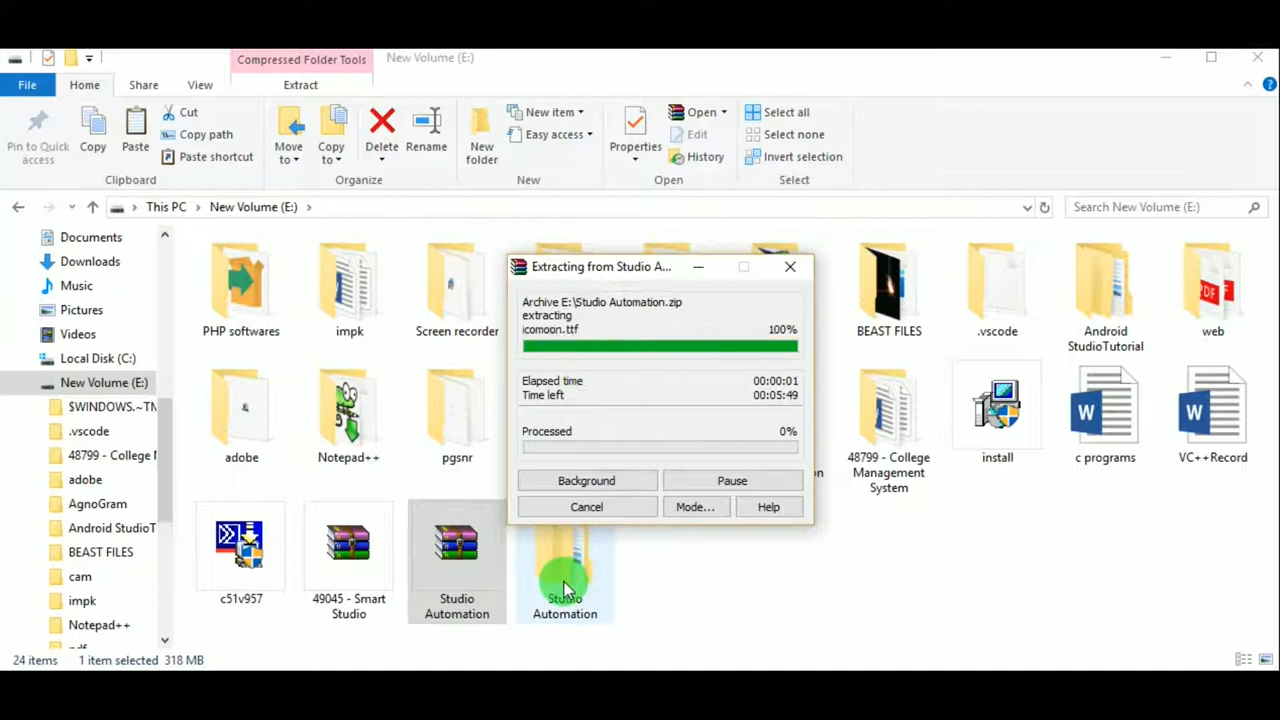 Compressed Folder Tools
New Volume (E:)
File
Home
Share
View
Extract
Pin to Quick
access
Copy
Paste
Cut
Copy path
Paste shortcut
Clipboard
Move
to
Copy
to
Delete
Rename
Organize
New
folder
New item
Easy access
New
Properties
Open
Edit
History
Open
Select all
Select none
Invert selection
Select
This PC
New Volume (E:)
Search New Volume (E:)
Documents
Downloads
Music
Pictures
Videos
Local Disk (C:)
New Volume (E:)
$WINDOWS.~TM
.vscode
48799 - College M
adobe
AgnoGram
Android StudioT
BEAST FILES
cam
impk
Notepad++
PHP softwares
impk
Screen recorder
BEAST FILES
.vscode
Android
StudioTutorial
web
adobe
Notepad++
pgsnr
48799 - College
Management
System
install
c programs
VC++Record
c51v957
49045 - Smart
Studio
Studio
Automation
Studio
Automation
Extracting from Studio A...
Archive E:\Studio Automation.zip
extracting
icomoon.ttf
100%
Elapsed time
00:00:01
Time left
00:05:49
Processed
0%
Background
Pause
Cancel
Mode...
Help
24 items
1 item selected 318 MB